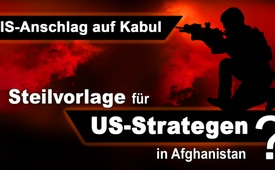 IS-Anschlag auf Kabul
Steilvorlage für
US-Strategen
in Afghanistan
?